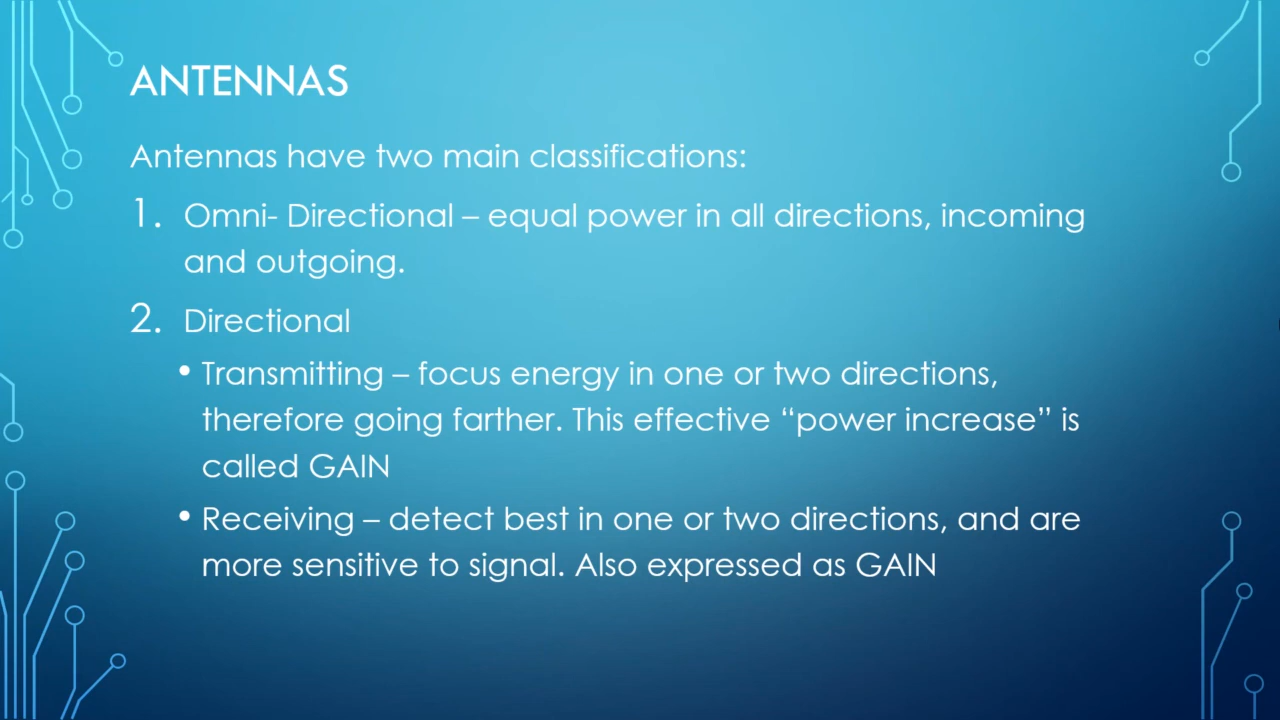 ANTENNAS
Antennas have two main classifications:
1. Omni- Directional – equal power in all directions, incoming
and outgoing.
2. Directional
• Transmitting – focus energy in one or two directions,
therefore going farther. This effective “power increase” is
called GAIN
• Receiving – detect best in one or two directions, and are
more sensitive to signal. Also expressed as GAIN